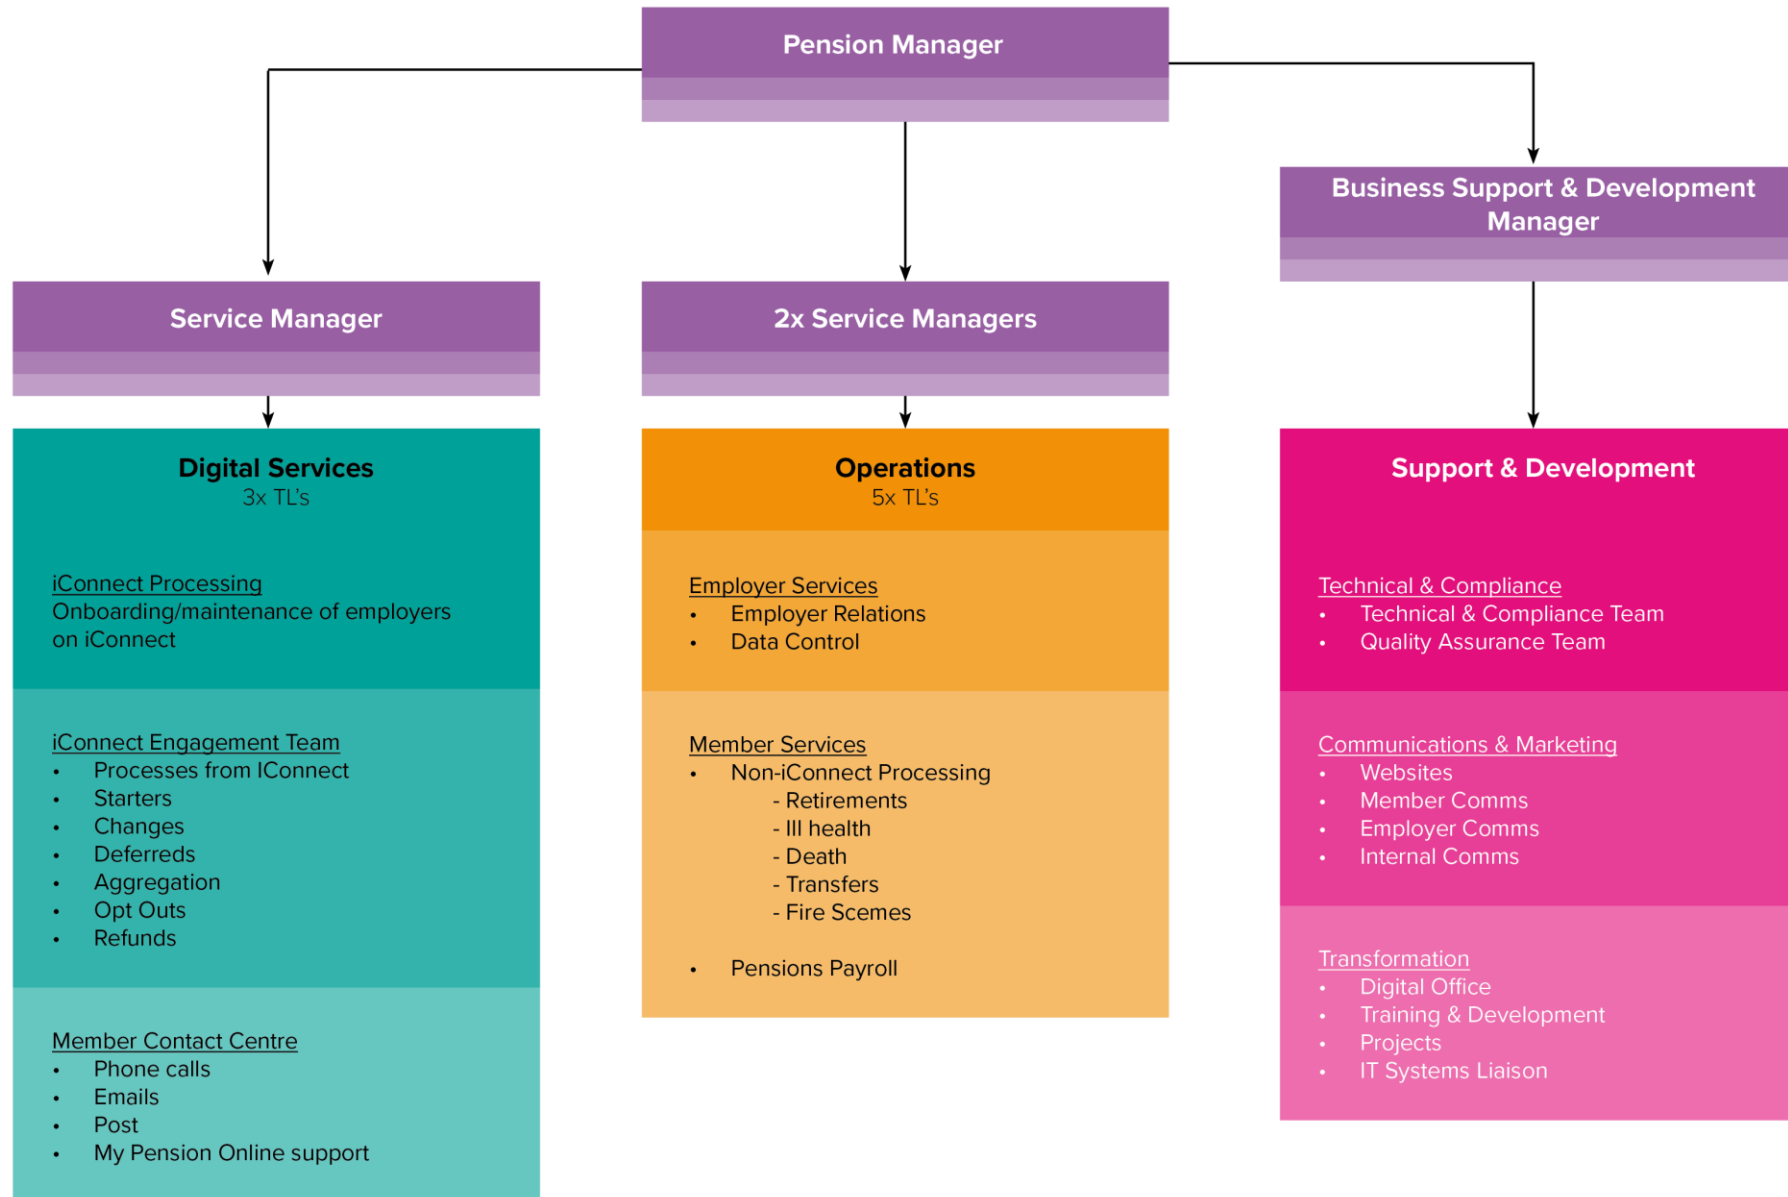 Pension Manager
Business Support & Development
Manager
Service Manager
2x Service Managers
Digital Services
3x TL's
iConnect Processing
Onboarding/maintenance of employers
on iConnect
iConnect Engagement Team
• Processes from IConnect
• Starters
• Changes
• Deferreds
• Aggregation
• Opt Outs
• Refunds
Member Contact Centre
• Phone calls
• Emails
• Post
• My Pension Online support
Operations
5x TL's
Employer Services
• Employer Relations
• Data Control
Member Services
• Non-iConnect Processing
- Retirements
- Ill health
- Death
- Transfers
- Fire Scemes
• Pensions Payroll
Support & Development
Technical & Compliance
• Technical & Compliance Team
• Quality Assurance Team
Communications & Marketing
• Websites
• Member Comms
• Employer Comms
• Internal Comms
Transformation
• Digital Office
• Training & Development
• Projects
• IT Systems Liaison